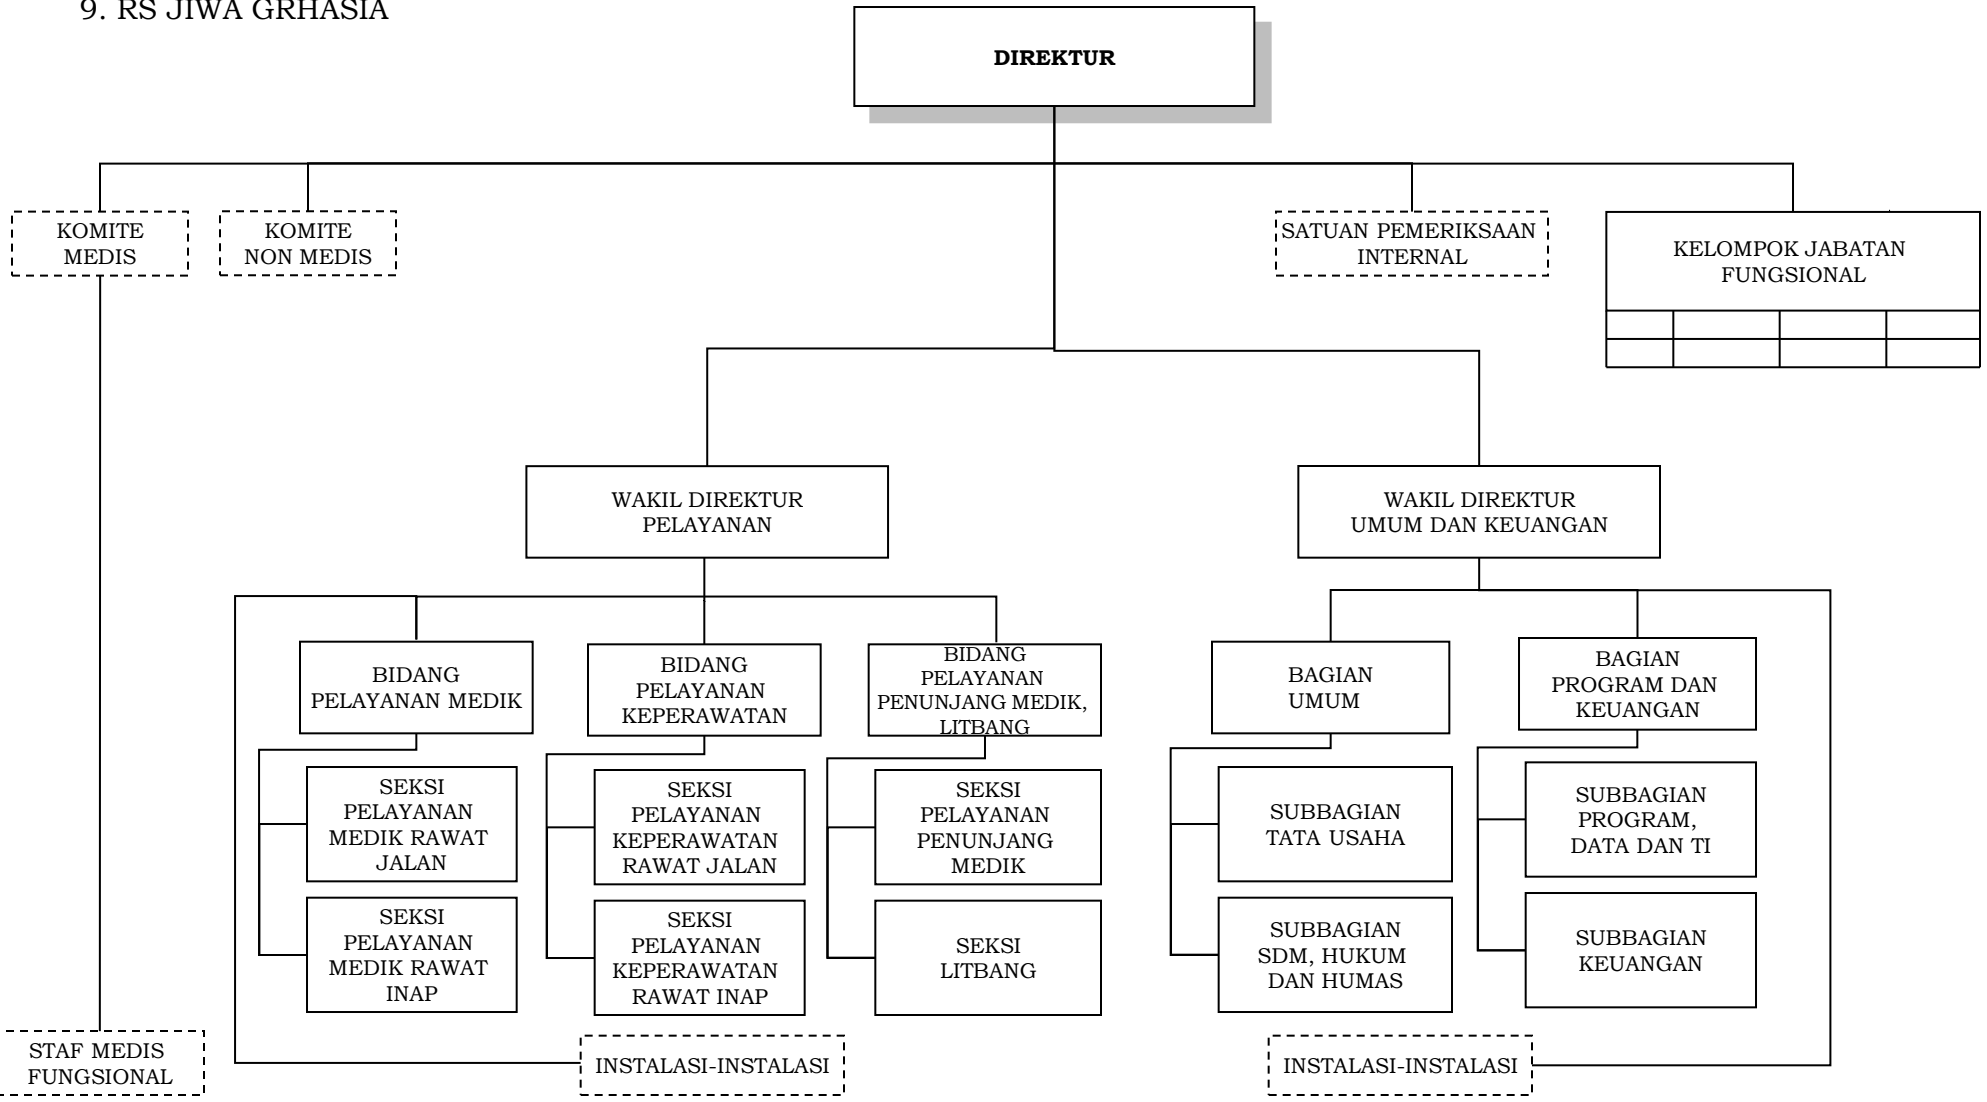 9. RS JIWA GRHASIA
DIREKTUR
KOMITE
MEDIS
KOMITE
NON MEDIS
SATUAN PEMERIKSAAN
INTERNAL
KELOMPOK JABATAN
FUNGSIONAL
WAKIL DIREKTUR
PELAYANAN
WAKIL DIREKTUR
UMUM DAN KEUANGAN
BIDANG
PELAYANAN MEDIK
BIDANG
PELAYANAN
KEPERAWATAN
BIDANG
PELAYANAN
PENUNJANG MEDIK,
LITBANG
BAGIAN
UMUM
BAGIAN
PROGRAM DAN
KEUANGAN
SEKSI
PELAYANAN
MEDIK RAWAT
JALAN
SEKSI
PELAYANAN
KEPERAWATAN
RAWAT JALAN
SEKSI
PELAYANAN
PENUNJANG
MEDIK
SUBBAGIAN
TATA USAHA
SUBBAGIAN
PROGRAM,
DATA DAN TI
SEKSI
PELAYANAN
MEDIK RAWAT
INAP
SEKSI
PELAYANAN
KEPERAWATAN
RAWAT INAP
SEKSI
LITBANG
SUBBAGIAN
SDM, HUKUM
DAN HUMAS
SUBBAGIAN
KEUANGAN
STAF MEDIS
FUNGSIONAL
INSTALASI-INSTALASI
INSTALASI-INSTALASI